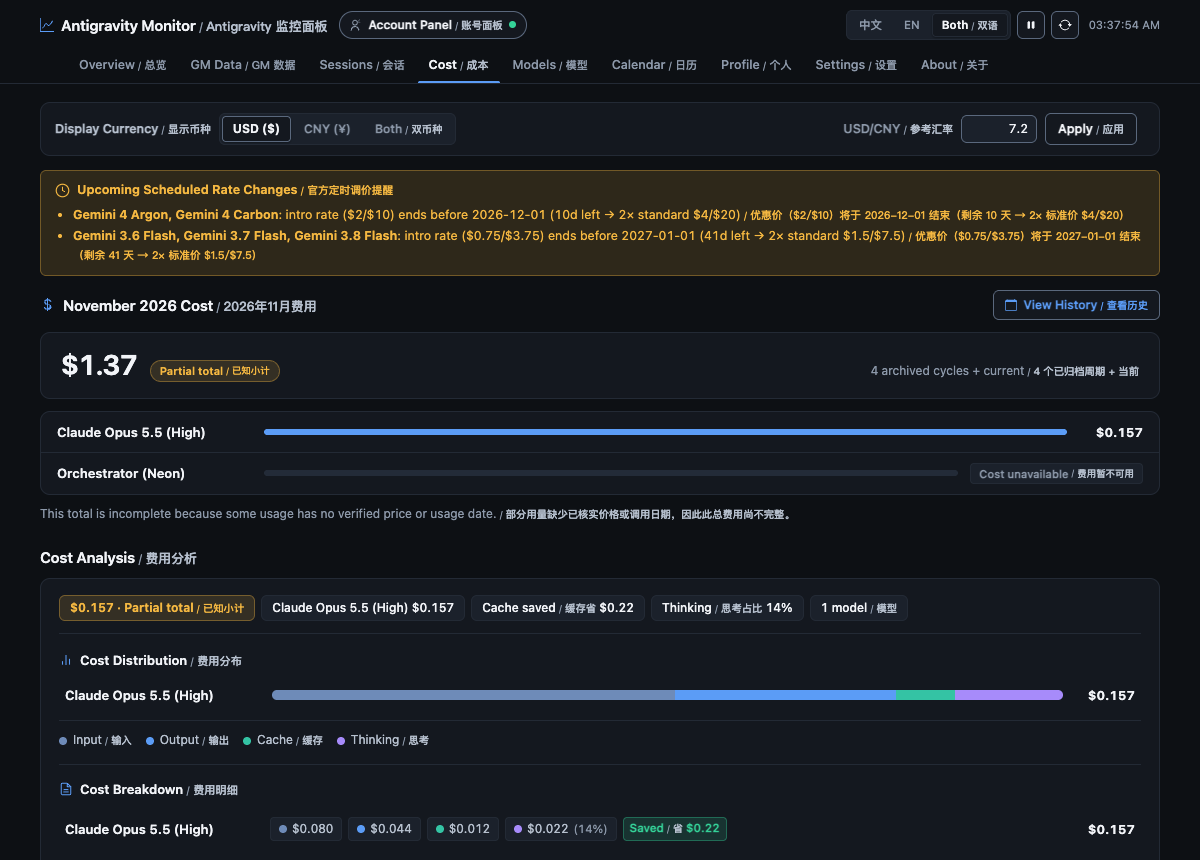 Antigravity Monitor / Antigravity 监控面板 Account Panel / 账号面板 中文 EN Both / 双语 03:37:54 AM
Overview / 总览 GM Data / GM 数据 Sessions / 会话 Cost / 成本 Models / 模型 Calendar / 日历 Profile / 个人 Settings / 设置 About / 关于
Display Currency / 显示币种 USD ($) CNY (¥) Both / 双币种 USD/CNY / 参考汇率 7.2 Apply / 应用
Upcoming Scheduled Rate Changes / 官方定时调价提醒
• Gemini 4 Argon, Gemini 4 Carbon: intro rate ($2/$10) ends before 2026-12-01 (10d left → 2× standard $4/$20) / 优惠价（$2/$10）将于 2026-12-01 结束（剩余 10 天 → 2× 标准价 $4/$20）
• Gemini 3.6 Flash, Gemini 3.7 Flash, Gemini 3.8 Flash: intro rate ($0.75/$3.75) ends before 2027-01-01 (41d left → 2× standard $1.5/$7.5) / 优惠价（$0.75/$3.75）将于 2027-01-01 结束
（剩余 41 天 → 2× 标准价 $1.5/$7.5）
$ November 2026 Cost / 2026年11月费用 View History / 查看历史
$1.37 Partial total / 已知小计 4 archived cycles + current / 4 个已归档周期 + 当前
Claude Opus 5.5 (High) $0.157
Orchestrator (Neon) Cost unavailable / 费用暂不可用
This total is incomplete because some usage has no verified price or usage date. / 部分用量缺少已核实价格或调用日期，因此此总费用尚不完整。
Cost Analysis / 费用分析
$0.157 · Partial total / 已知小计 Claude Opus 5.5 (High) $0.157 Cache saved / 缓存省 $0.22 Thinking / 思考占比 14% 1 model / 模型
Cost Distribution / 费用分布
Claude Opus 5.5 (High) $0.157
Input / 输入 Output / 输出 Cache / 缓存 Thinking / 思考
Cost Breakdown / 费用明细
Claude Opus 5.5 (High) $0.080 $0.044 $0.012 $0.022 (14%) Saved / 省 $0.22 $0.157